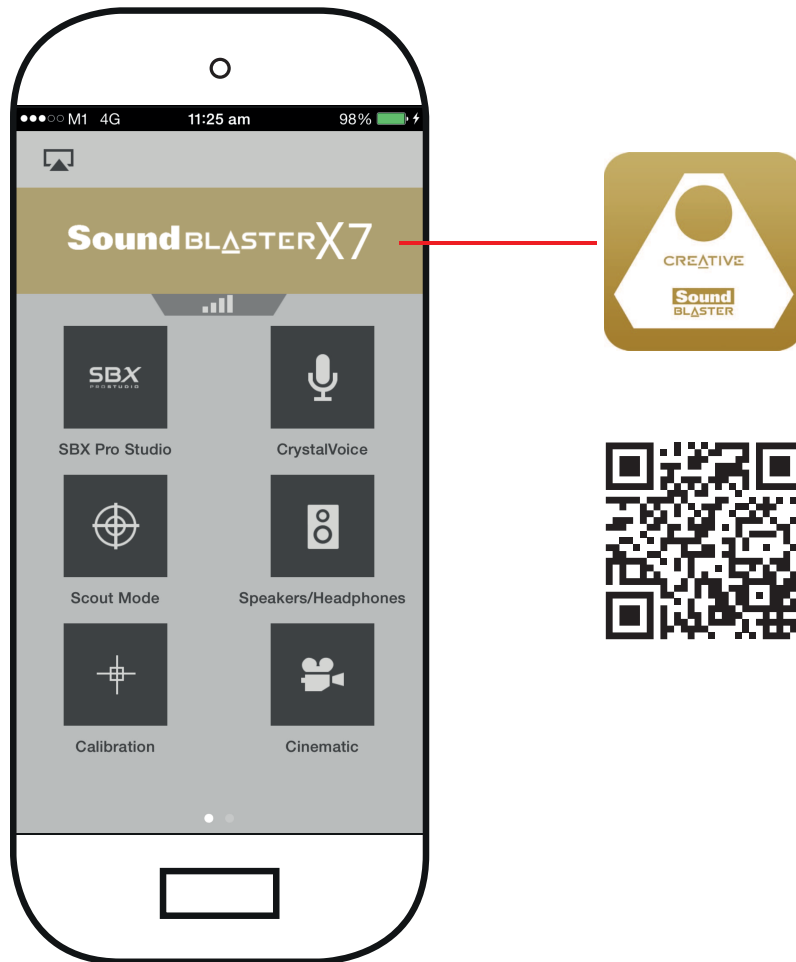 M1 4G 11:25 am 98%
Sound BLASTER X7
CREATIVE
Sound
BLASTER
SBX
PRO STUDIO
SBX Pro Studio
CrystalVoice
Scout Mode
Speakers/Headphones
Calibration
Cinematic